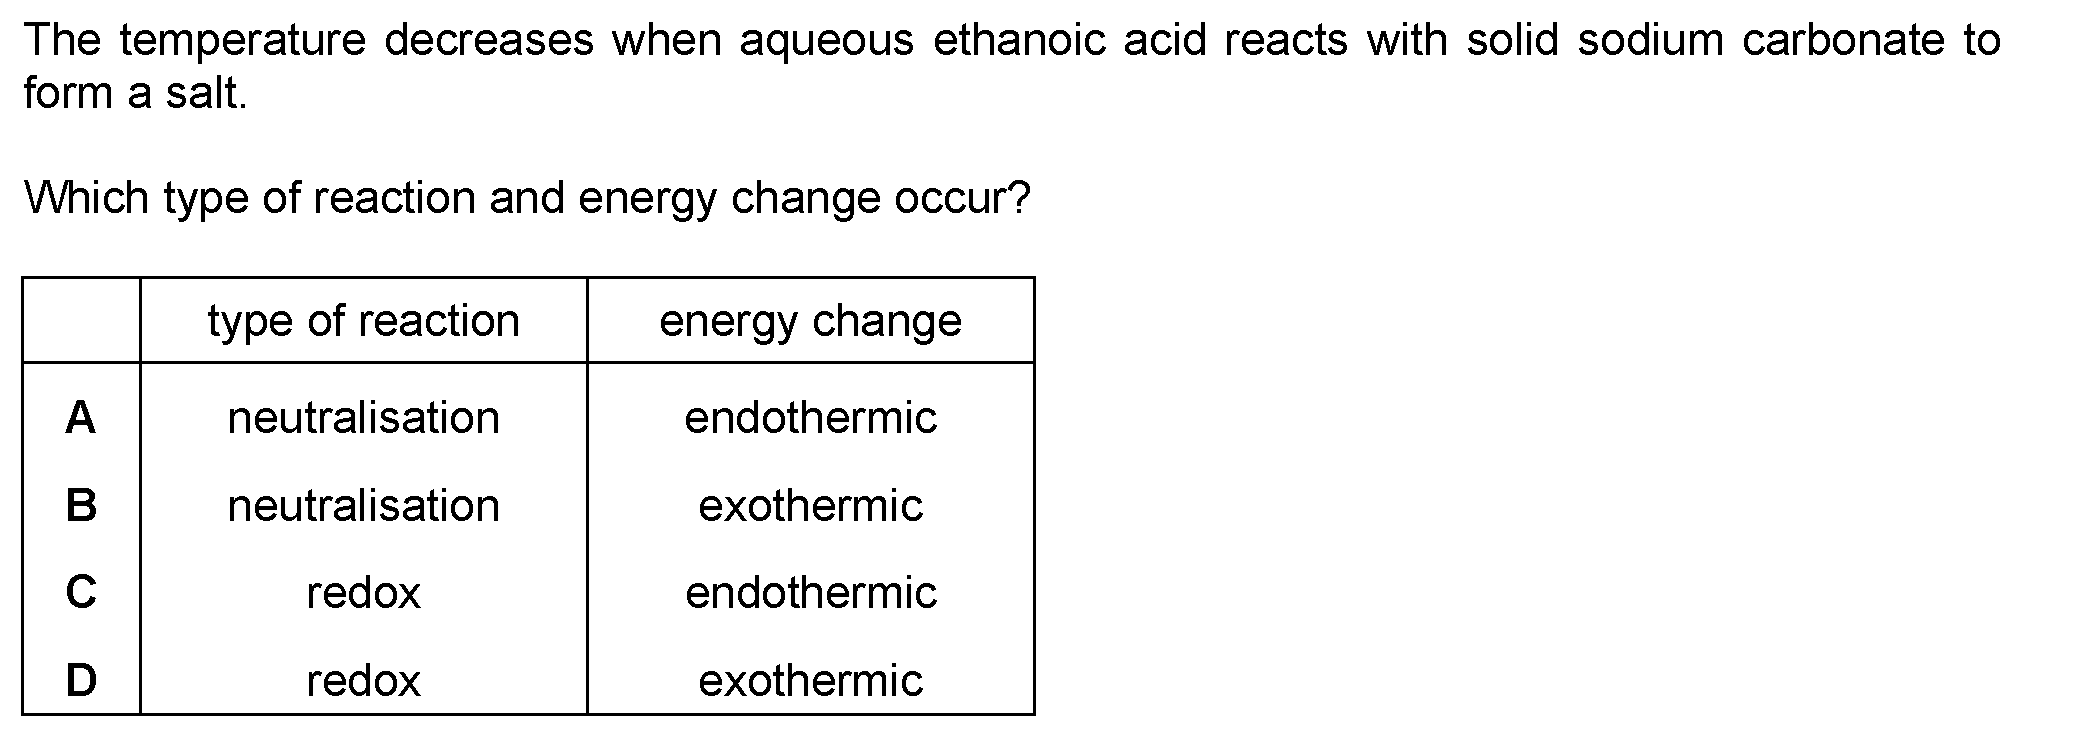 The temperature decreases when aqueous ethanoic acid reacts with solid sodium carbonate to
form a salt.
Which type of reaction and energy change occur?
type of reaction energy change
A neutralisation endothermic
B neutralisation exothermic
C redox endothermic
D redox exothermic